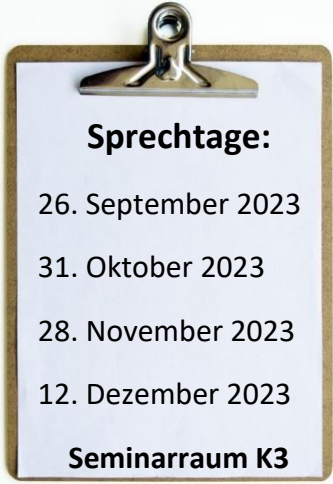 Sprechtage:
26. September 2023
31. Oktober 2023
28. November 2023
12. Dezember 2023
Seminarraum K3